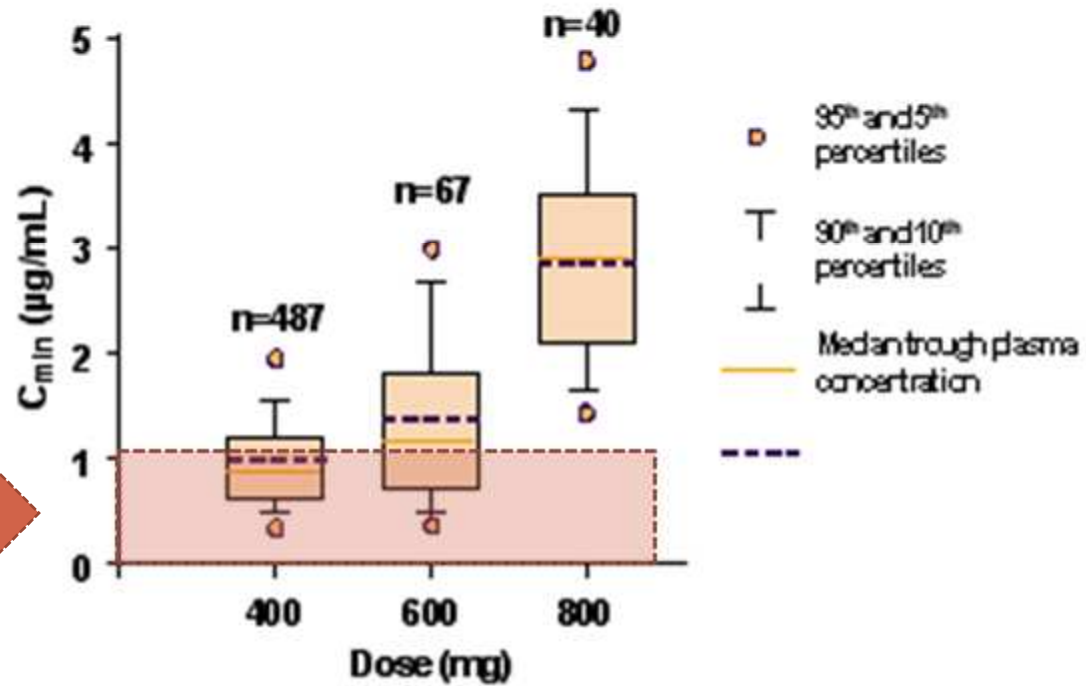 n=40
5
n=67
4
95th and 5th
percentiles
3
90th and 10th
percentiles
n=487
2
Median trough plasma
concentration
1
0
Cmin (µg/mL)
400 600 800
Dose (mg)